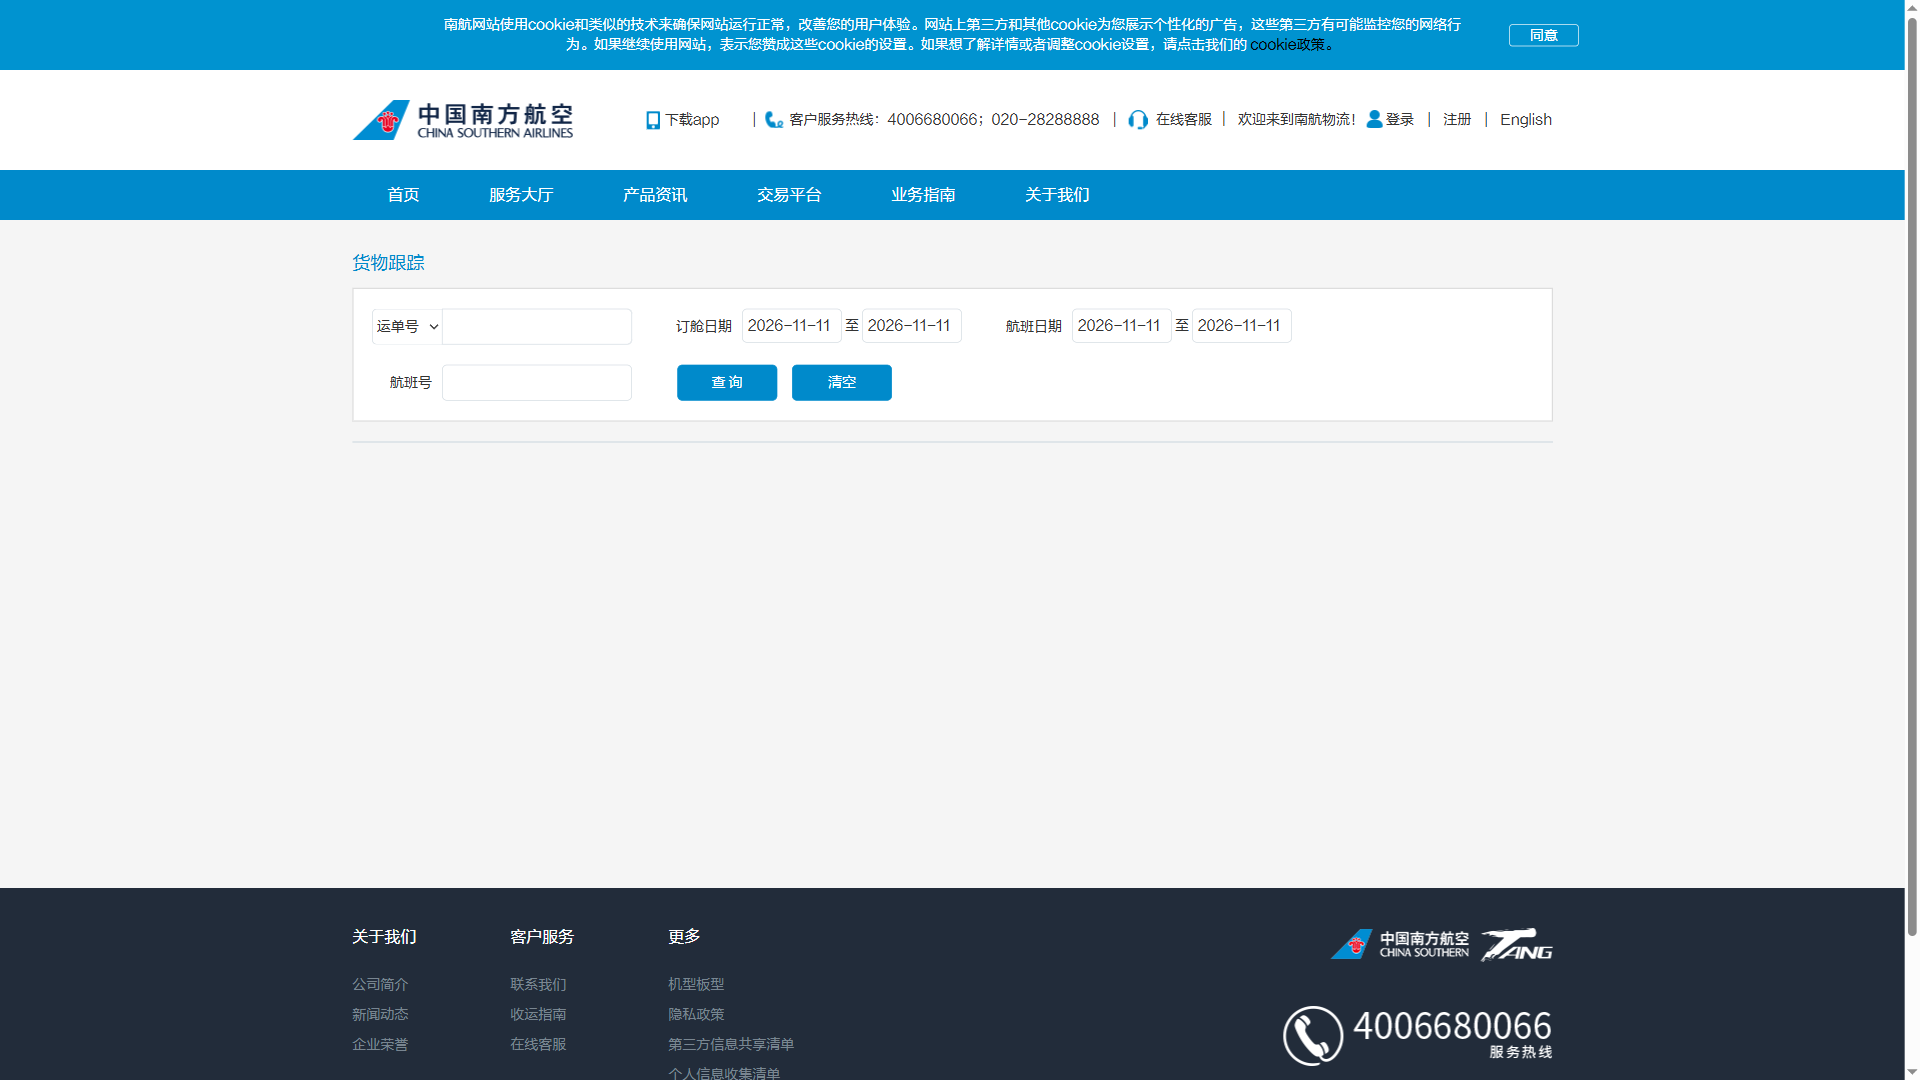 南航网站使用cookie和类似的技术来确保网站运行正常，改善您的用户体验。网站上第三方和其他cookie为您展示个性化的广告，这些第三方有可能监控您的网络行
为。如果继续使用网站，表示您赞成这些cookie的设置。如果想了解详情或者调整cookie设置，请点击我们的 cookie政策。
同意
中国南方航空
CHINA SOUTHERN AIRLINES
下载app | 客户服务热线：4006680066；020-28288888 | 在线客服 | 欢迎来到南航物流！ 登录 | 注册 | English
首页 服务大厅 产品资讯 交易平台 业务指南 关于我们
货物跟踪
运单号 订舱日期 2026-11-11 至 2026-11-11 航班日期 2026-11-11 至 2026-11-11
航班号 查 询 清空
关于我们 客户服务 更多
公司简介 联系我们 机型板型
新闻动态 收运指南 隐私政策
企业荣誉 在线客服 第三方信息共享清单
个人信息收集清单
中国南方航空
CHINA SOUTHERN
TANG
4006680066
服务热线